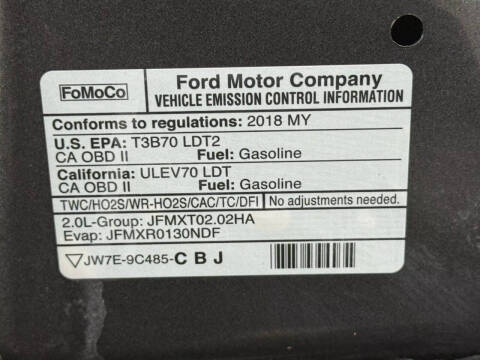 FoMoCo
Ford Motor Company
VEHICLE EMISSION CONTROL INFORMATION
Conforms to regulations: 2018 MY
U.S. EPA: T3B70 LDT2
CA OBD II Fuel: Gasoline
California: ULEV70 LDT
CA OBD II Fuel: Gasoline
TWC/HO2S/WR-HO2S/CAC/TC/DFI No adjustments needed.
2.0L-Group: JFMXT02.02HA
Evap: JFMXR0130NDF
JW7E-9C485-C B J